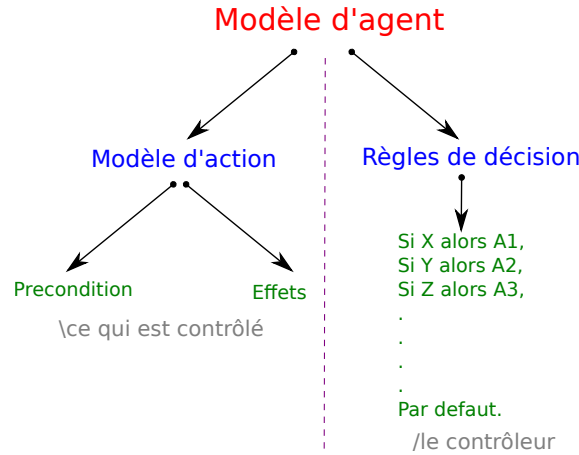 Modèle d'agent
Modèle d'action
Règles de décision
Precondition
Effets
\ce qui est contrôlé
Si X alors A1,
Si Y alors A2,
Si Z alors A3,
.
.
.
.
Par defaut.
/le contrôleur